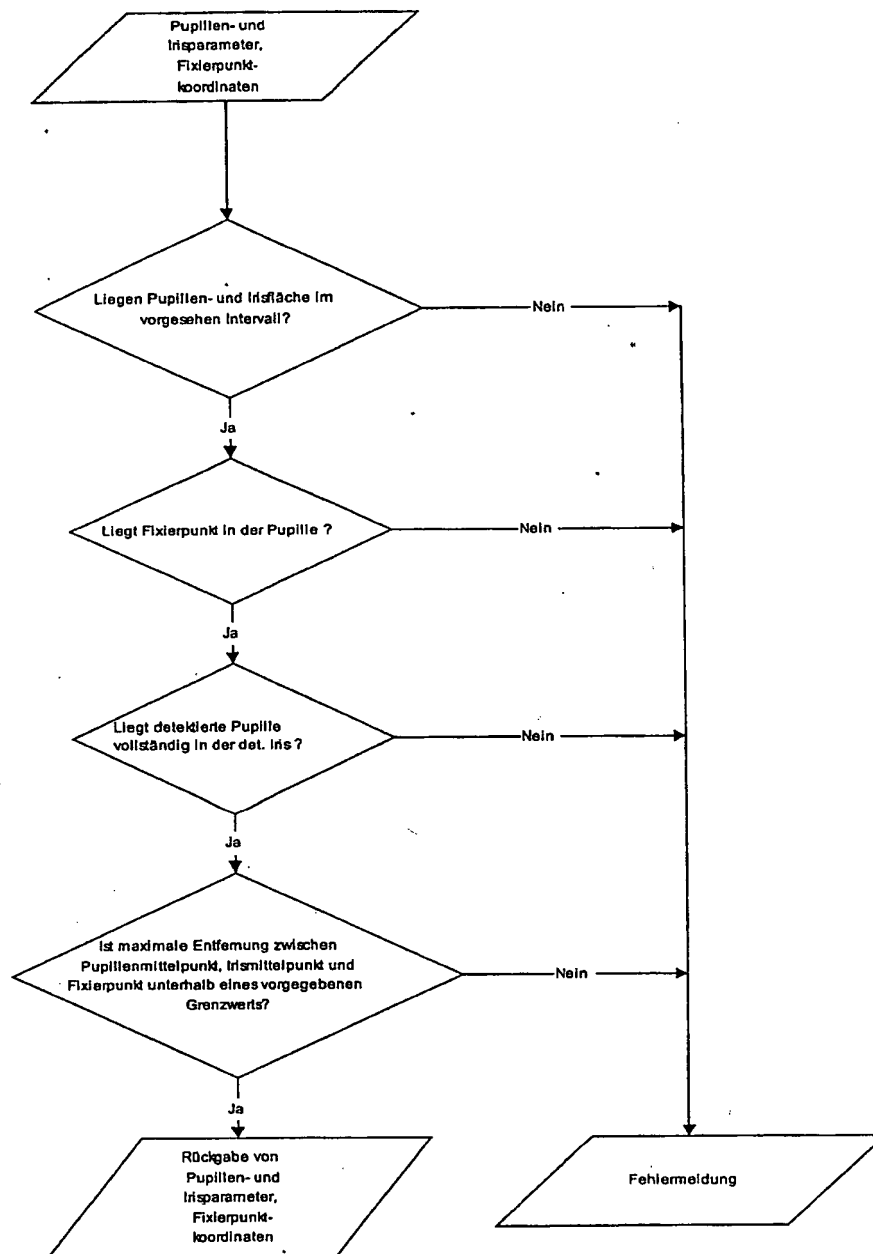 Pupillen- und
Irisparameter,
Fixierpunkt-
koordinaten
Liegen Pupillen- und Irisfläche im
vorgesehen Intervall?
Nein
Ja
Liegt Fixierpunkt in der Pupille ?
Nein
Ja
Liegt detektierte Pupille
vollständig in der det. Iris ?
Nein
Ja
Ist maximale Entfernung zwischen
Pupillenmittelpunkt, Irismittelpunkt und
Fixierpunkt unterhalb eines vorgegebenen
Grenzwerts?
Nein
Ja
Rückgabe von
Pupillen- und
Irisparameter,
Fixierpunkt-
koordinaten
Fehlermeldung